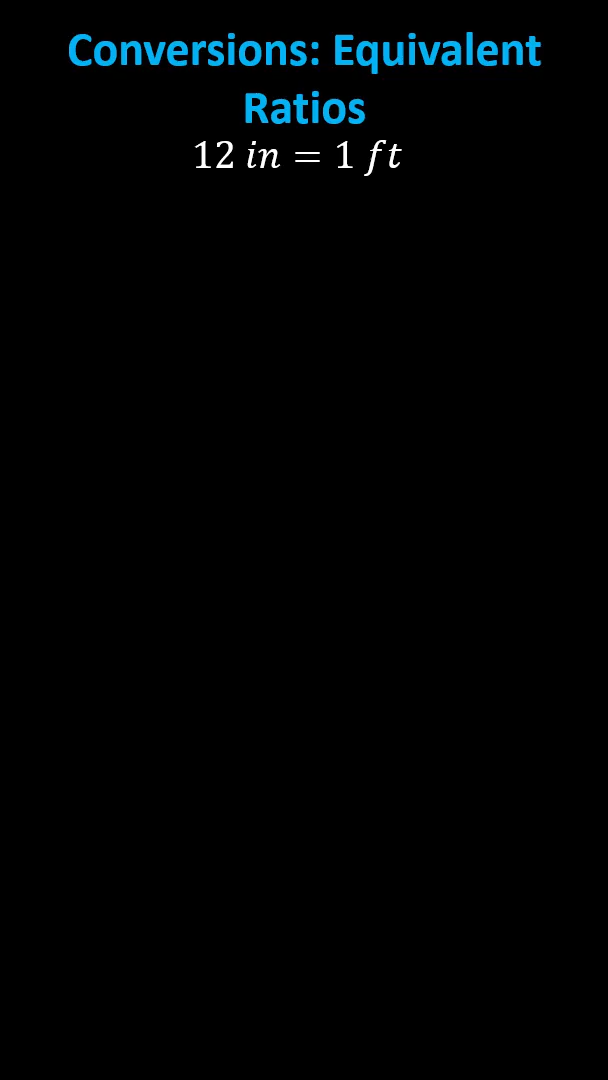 Conversions: Equivalent
Ratios
12 in = 1 ft